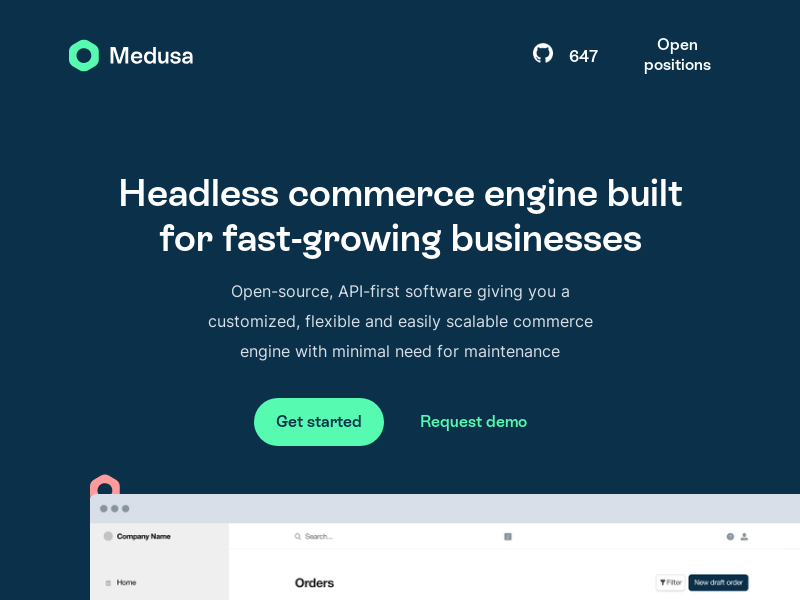 Medusa
647
Open
positions
Headless commerce engine built
for fast-growing businesses
Open-source, API-first software giving you a
customized, flexible and easily scalable commerce
engine with minimal need for maintenance
Get started
Request demo
Company Name
Search...
Home
Orders
Filter
New draft order